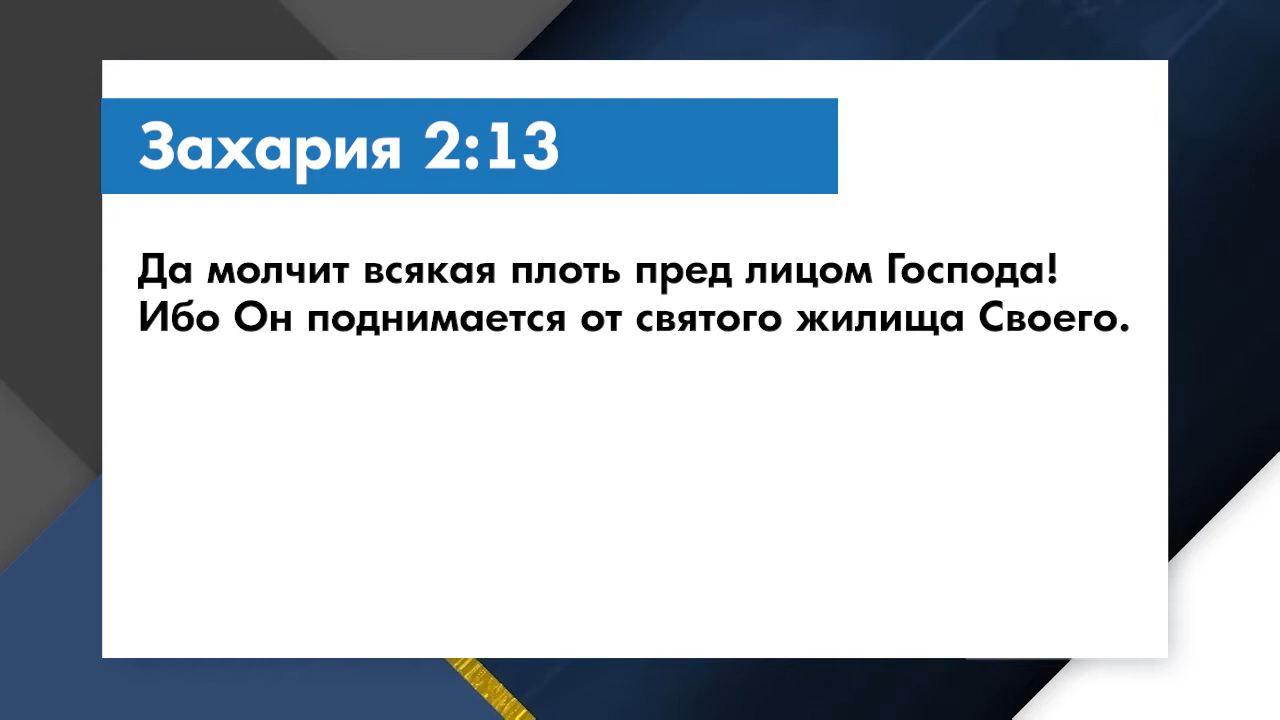 Захария 2:13
Да молчит всякая плоть пред лицом Господа!
Ибо Он поднимается от святого жилища Своего.